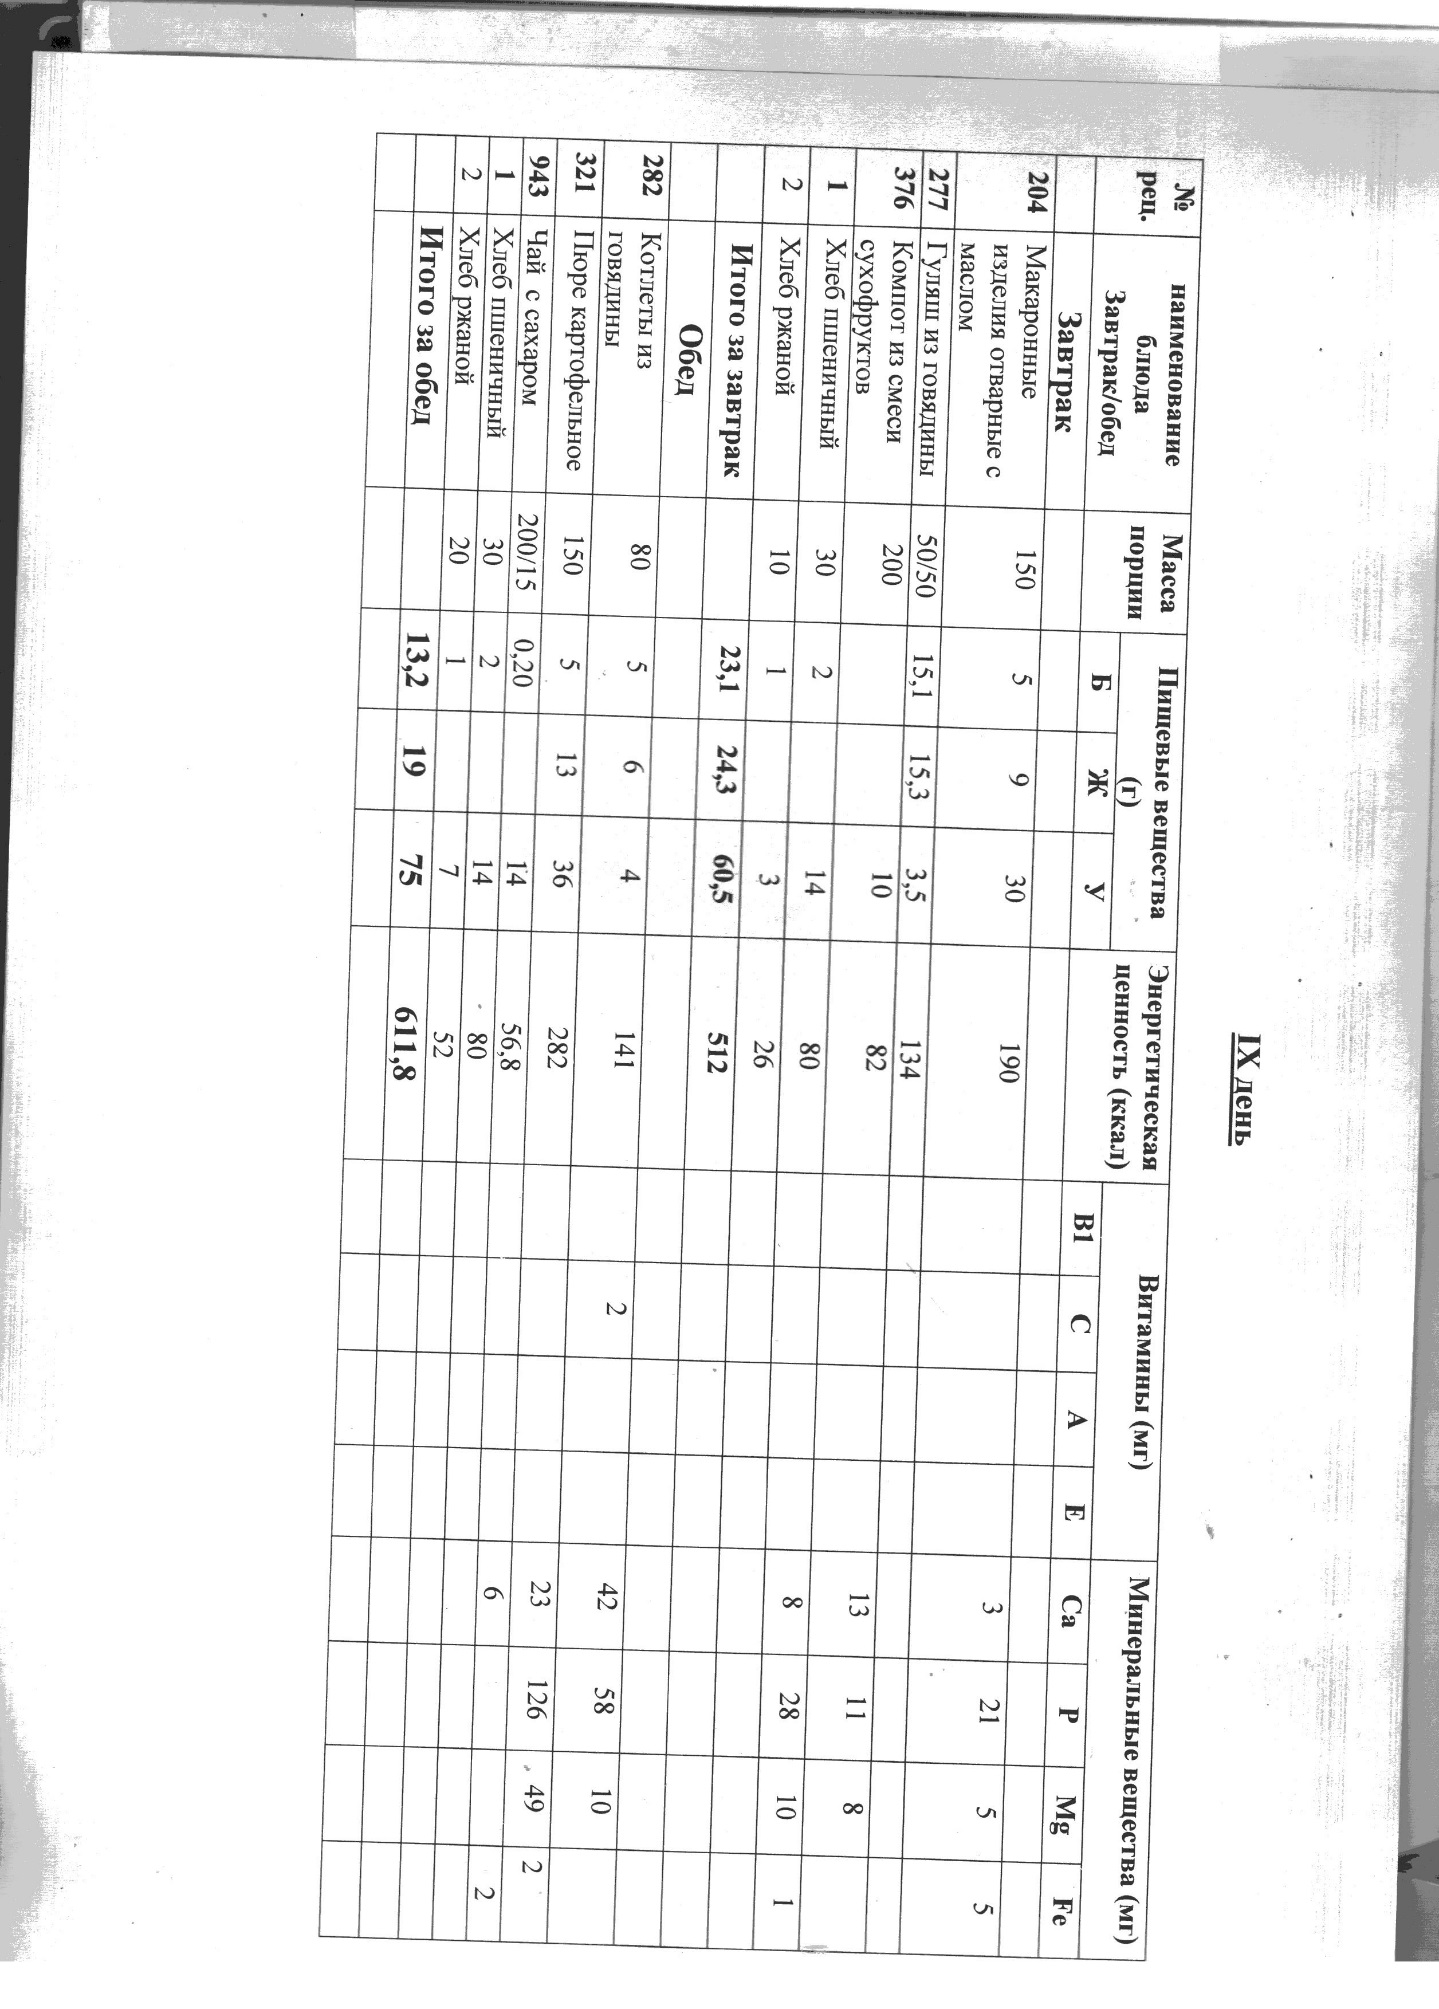 IX день
№ рец. наименование блюда Завтрак/обед Масса порции Пищевые вещества (г) Энергетическая ценность (ккал) Витамины (мг) Минеральные вещества (мг)
Б Ж У В1 С А Е Ca P Mg Fe
Завтрак
204 Макаронные изделия отварные с маслом 150 5 9 30 190 3 21 5 5
277 Гуляш из говядины 50/50 15,1 15,3 3,5 134
376 Компот из смеси сухофруктов 200 10 82 13 11 8
1 Хлеб пшеничный 30 2 14 80 8 28 10 1
2 Хлеб ржаной 10 1 3 26
Итого за завтрак 23,1 24,3 60,5 512
Обед
282 Котлеты из говядины 80 5 6 4 141 2 42 58 10
321 Пюре картофельное 150 5 13 36 282 23 126 49 2
943 Чай с сахаром 200/15 0,20 14 56,8 6 2
1 Хлеб пшеничный 30 2 14 80
2 Хлеб ржаной 20 1 7 52
Итого за обед 13,2 19 75 611,8